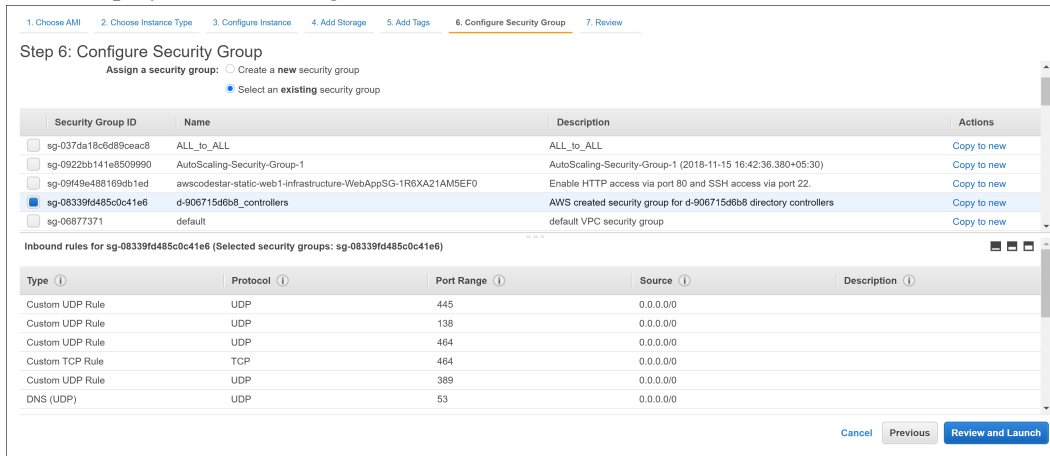 1. Choose AMI 2. Choose Instance Type 3. Configure Instance 4. Add Storage 5. Add Tags 6. Configure Security Group 7. Review
Step 6: Configure Security Group
Assign a security group: Create a new security group
Select an existing security group
Security Group ID Name Description Actions
sg-037da18c6d89ceac8 ALL_to_ALL ALL_to_ALL Copy to new
sg-0922bb141e8509990 AutoScaling-Security-Group-1 AutoScaling-Security-Group-1 (2018-11-15 16:42:36.380+05:30) Copy to new
sg-09f49e488169db1ed awscodestar-static-web1-infrastructure-WebAppSG-1R6XA21AM5EF0 Enable HTTP access via port 80 and SSH access via port 22. Copy to new
sg-08339fd485c0c41e6 d-906715d6b8_controllers AWS created security group for d-906715d6b8 directory controllers Copy to new
sg-06877371 default default VPC security group Copy to new
Inbound rules for sg-08339fd485c0c41e6 (Selected security groups: sg-08339fd485c0c41e6)
Type i Protocol i Port Range i Source i Description i
Custom UDP Rule UDP 445 0.0.0.0/0
Custom UDP Rule UDP 138 0.0.0.0/0
Custom UDP Rule UDP 464 0.0.0.0/0
Custom TCP Rule TCP 464 0.0.0.0/0
Custom UDP Rule UDP 389 0.0.0.0/0
DNS (UDP) UDP 53 0.0.0.0/0
Cancel Previous Review and Launch